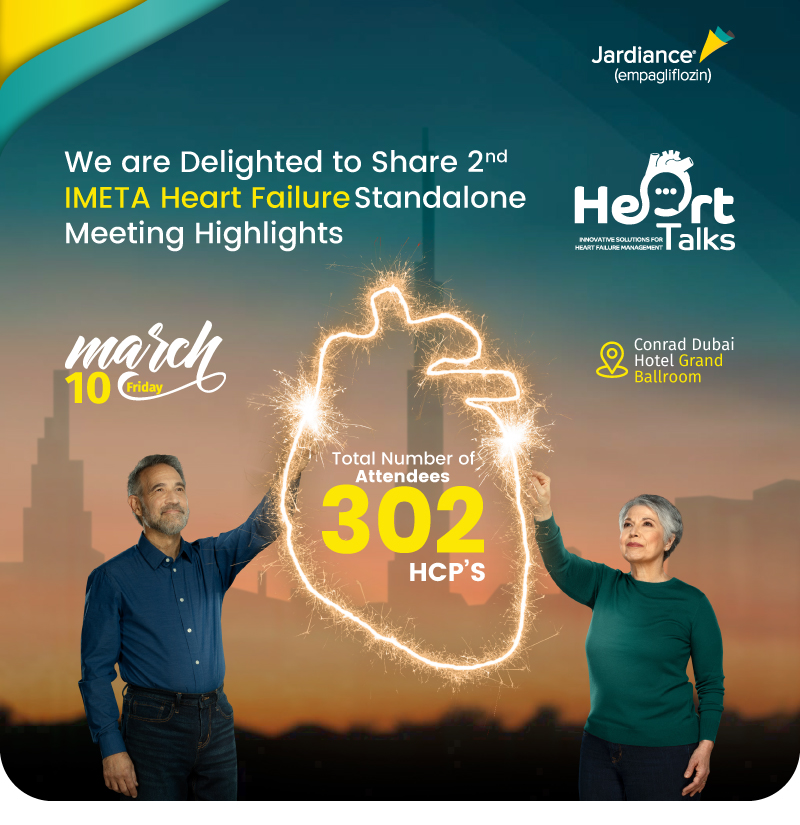 Jardiance®
(empagliflozin)
We are Delighted to Share 2nd
IMETA Heart Failure Standalone
Meeting Highlights
Heart
Talks
INNOVATIVE SOLUTIONS FOR
HEART FAILURE MANAGEMENT
march
10 Friday
Conrad Dubai
Hotel Grand
Ballroom
Total Number of
Attendees
302
HCP'S